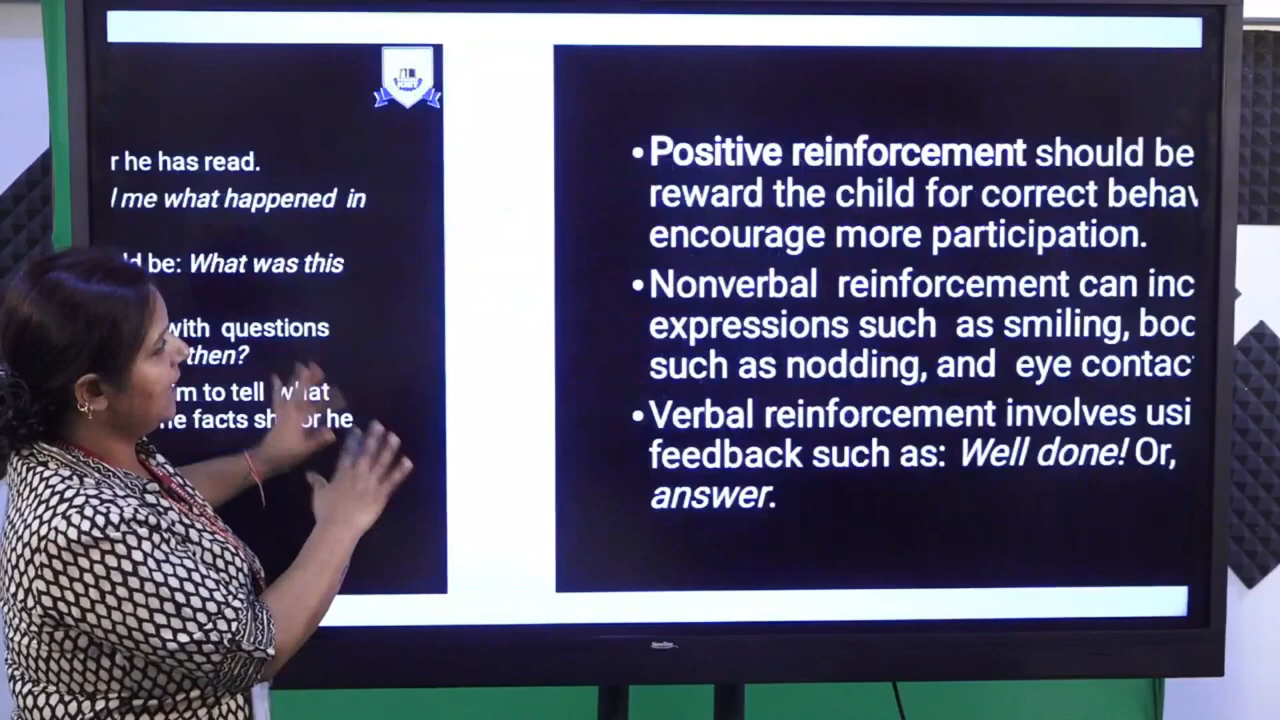 r he has read.
me what happened in
be: What was this
with questions
then?
to tell what
facts or he
• Positive reinforcement should be
reward the child for correct behav
encourage more participation.
• Nonverbal reinforcement can inc
expressions such as smiling, bod
such as nodding, and eye contac
• Verbal reinforcement involves usi
feedback such as: Well done! Or,
answer.